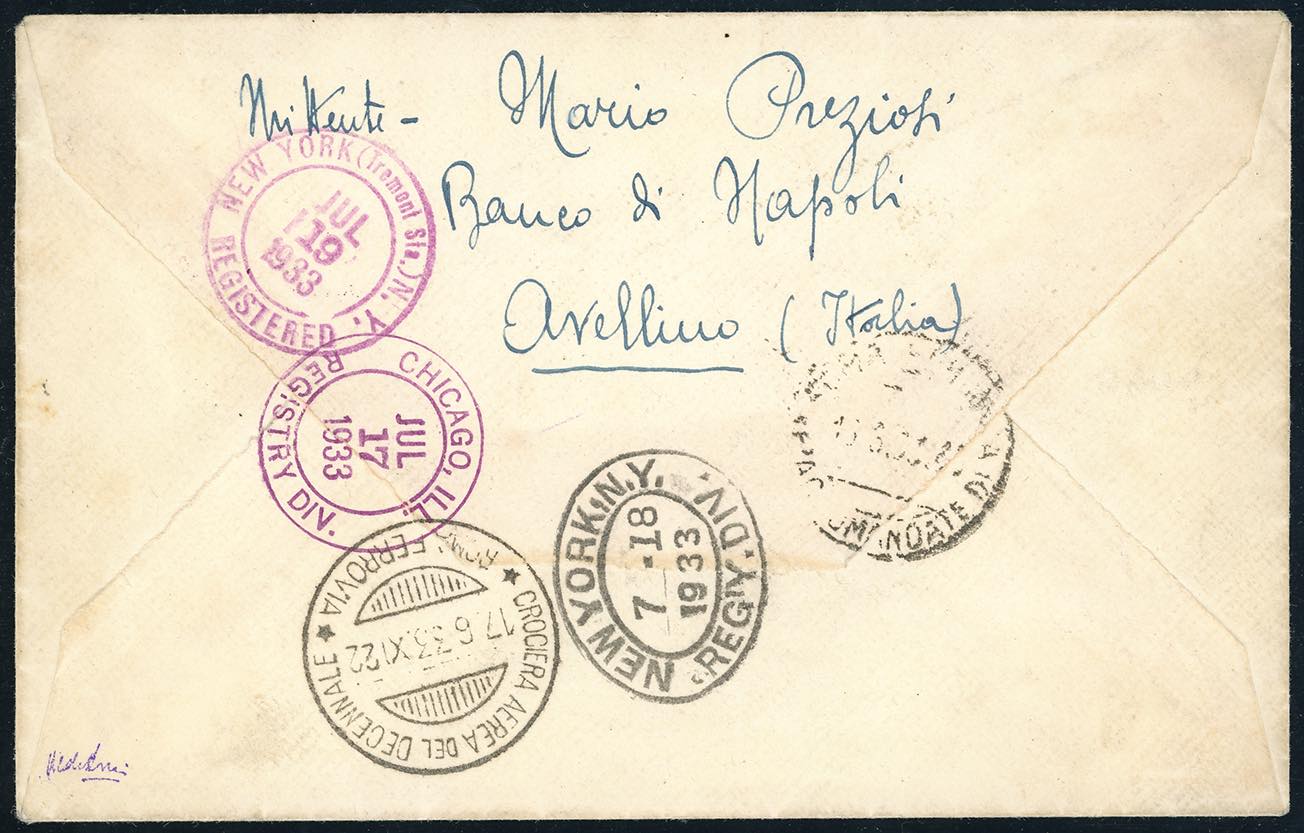 Mittente - Mario Preziosi
Banco di Napoli
Avellino (Italia)
NEW YORK (Tremont Sta.) N. Y.
REGISTERED
JUL
19
1933
CHICAGO, ILL.
REGISTRY DIV.
JUL
17
1933
ROMA FERROVIA
CROCIERA AEREA DEL DECENNALE
17.6.33.XI 22
NEW YORK, N.Y.
REG'Y. DIV.
7-18
1933